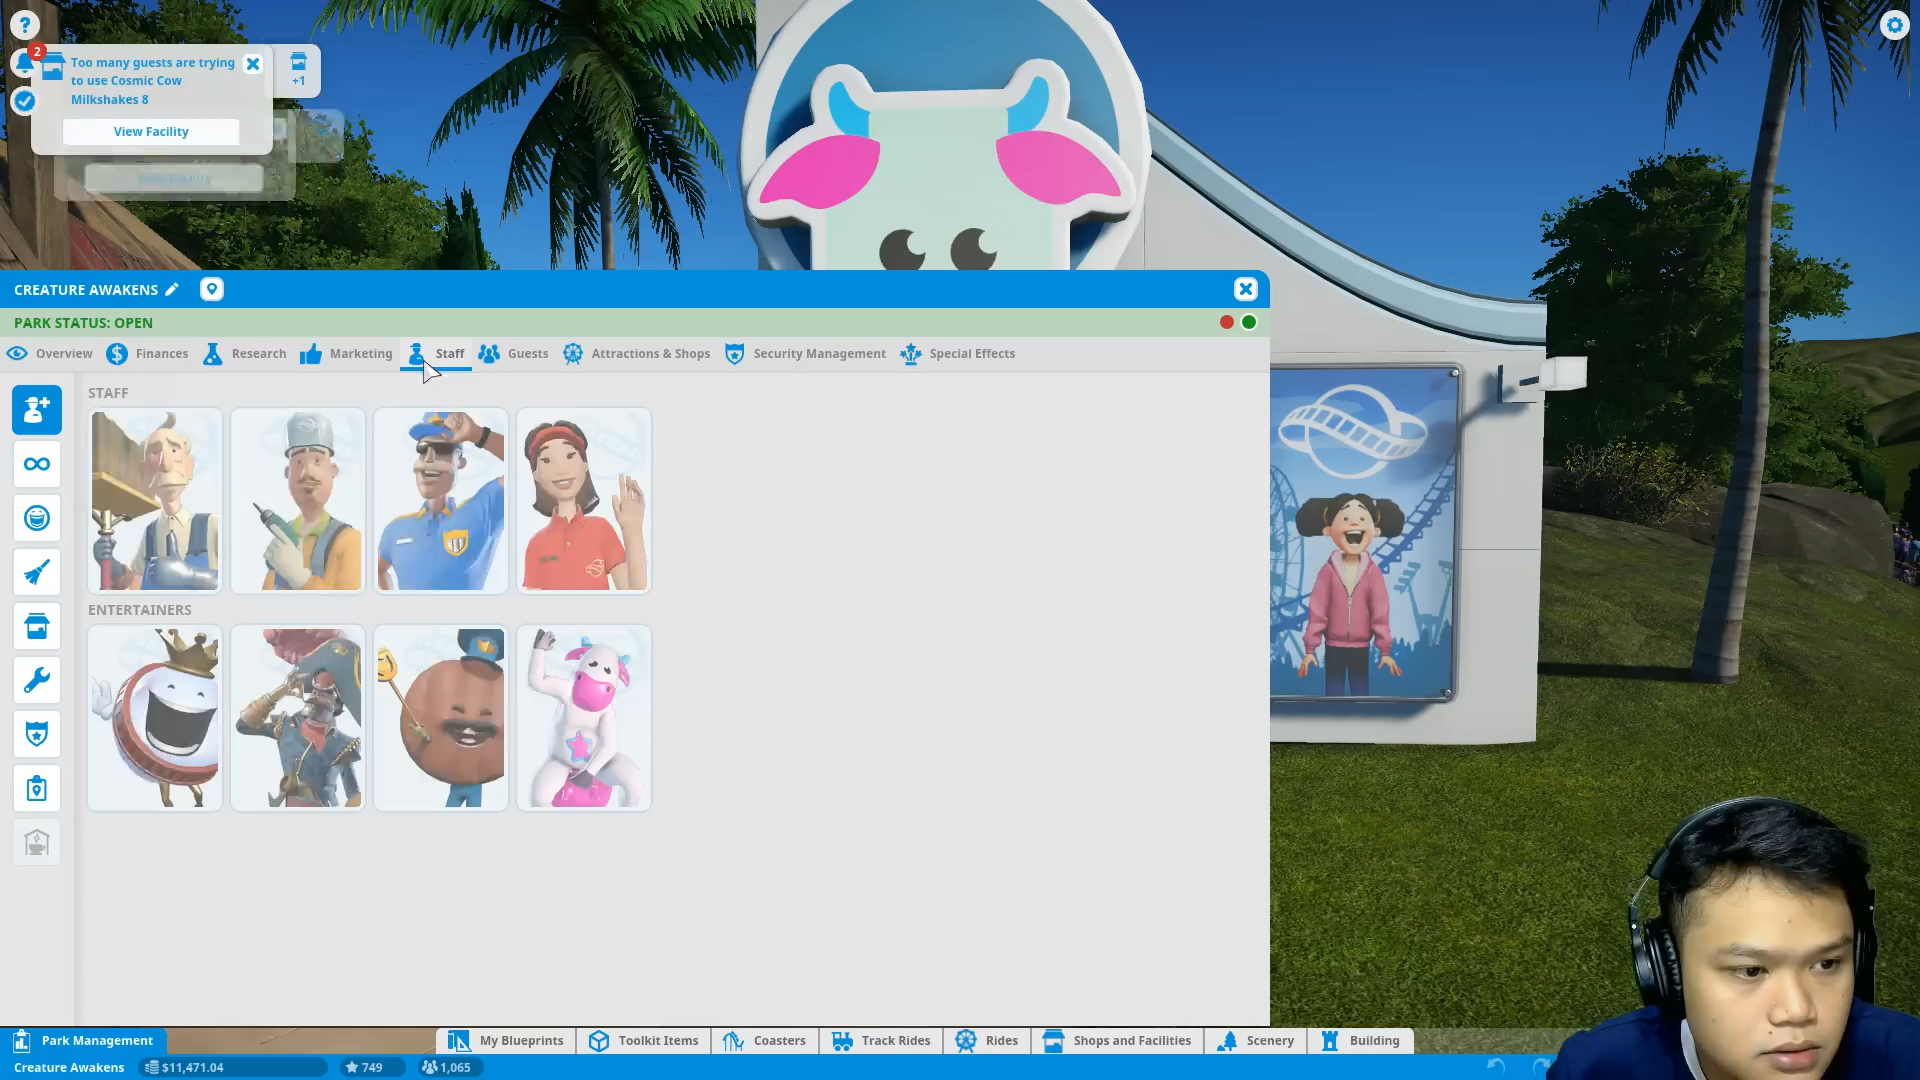 ?
2
Too many guests are trying
to use Cosmic Cow
Milkshakes 8
View Facility
+1
CREATURE AWAKENS
PARK STATUS: OPEN
Overview
Finances
Research
Marketing
Staff
Guests
Attractions & Shops
Security Management
Special Effects
STAFF
ENTERTAINERS
Park Management
My Blueprints
Toolkit Items
Coasters
Track Rides
Rides
Shops and Facilities
Scenery
Building
Creature Awakens
$11,471.04
749
1,065